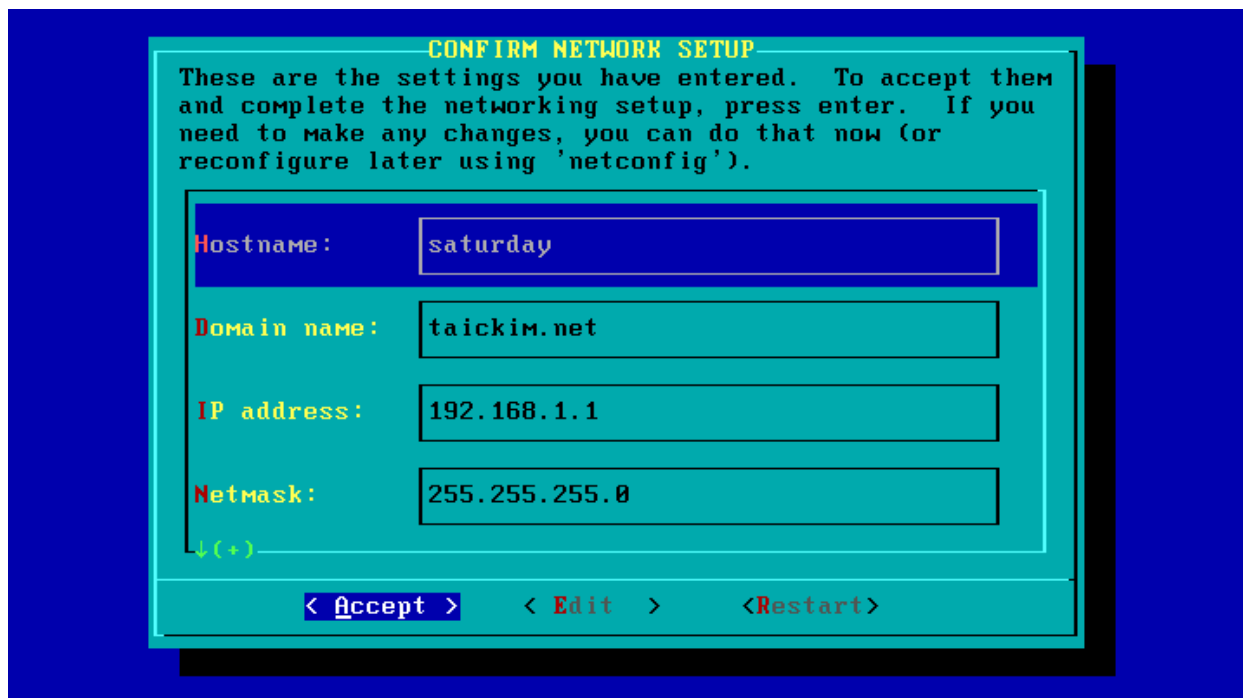 CONFIRM NETWORK SETUP
These are the settings you have entered.  To accept them
and complete the networking setup, press enter.  If you
need to make any changes, you can do that now (or
reconfigure later using 'netconfig').
Hostname: saturday
Domain name: taickim.net
IP address: 192.168.1.1
Netmask: 255.255.255.0
↓(+)
< Accept > < Edit > <Restart>